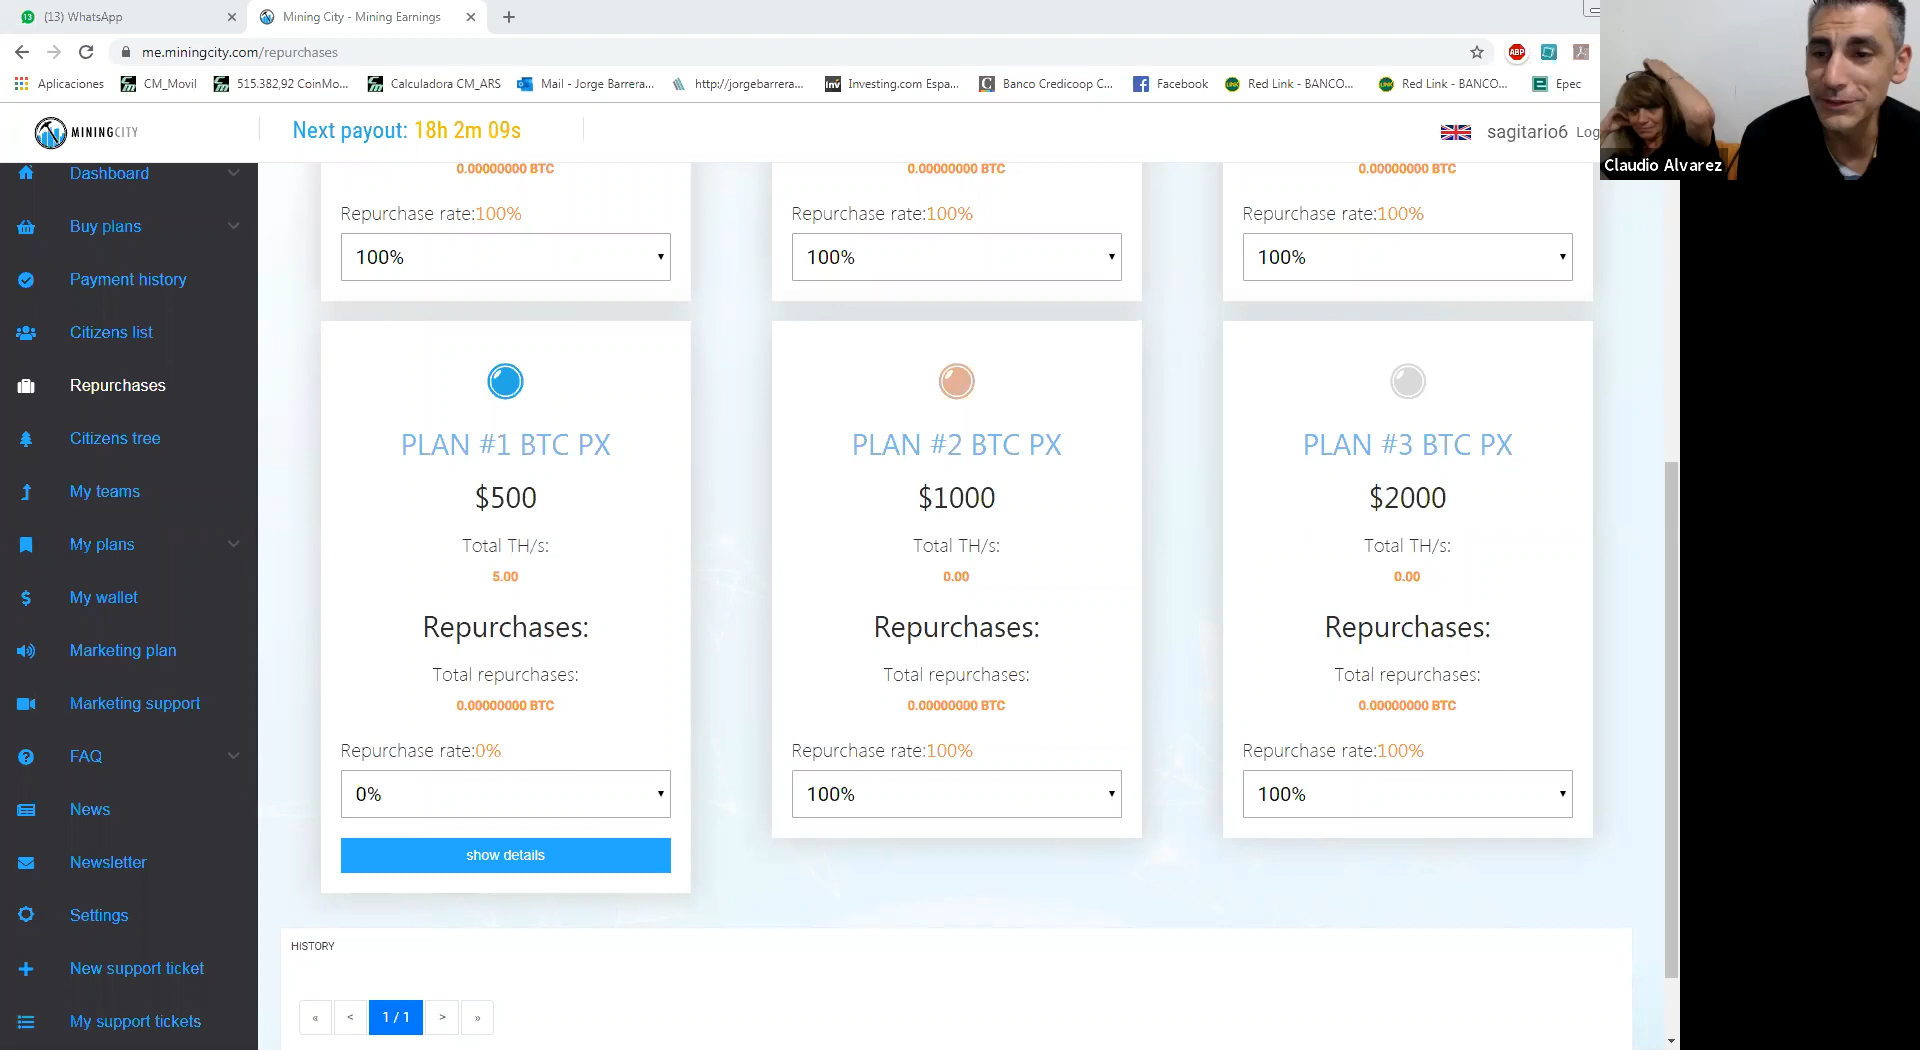 (13) WhatsApp
Mining City - Mining Earnings
me.miningcity.com/repurchases
ABP
Aplicaciones
CM_Movil
515.382,92 CoinMo...
Calculadora CM_ARS
Mail - Jorge Barrera...
http://jorgebarrera...
Inv Investing.com Espa...
Banco Credicoop C...
Facebook
Red Link - BANCO...
Red Link - BANCO...
Epec
MININGCITY
Next payout: 18h 2m 09s
sagitario6 Log
Claudio Alvarez
Dashboard
Buy plans
Payment history
Citizens list
Repurchases
Citizens tree
My teams
My plans
My wallet
Marketing plan
Marketing support
FAQ
News
Newsletter
Settings
New support ticket
My support tickets
0.00000000 BTC
Repurchase rate:100%
100%
0.00000000 BTC
Repurchase rate:100%
100%
0.00000000 BTC
Repurchase rate:100%
100%
PLAN #1 BTC PX
$500
Total TH/s:
5.00
Repurchases:
Total repurchases:
0.00000000 BTC
Repurchase rate:0%
0%
show details
PLAN #2 BTC PX
$1000
Total TH/s:
0.00
Repurchases:
Total repurchases:
0.00000000 BTC
Repurchase rate:100%
100%
PLAN #3 BTC PX
$2000
Total TH/s:
0.00
Repurchases:
Total repurchases:
0.00000000 BTC
Repurchase rate:100%
100%
HISTORY
« < 1 / 1 > »